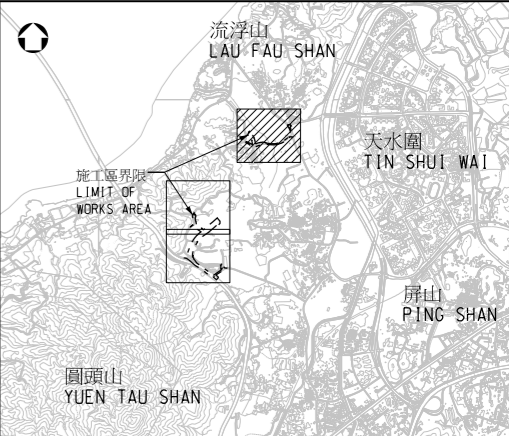 流浮山
LAU FAU SHAN
天水圍
TIN SHUI WAI
施工區界限
LIMIT OF
WORKS AREA
屏山
PING SHAN
圓頭山
YUEN TAU SHAN